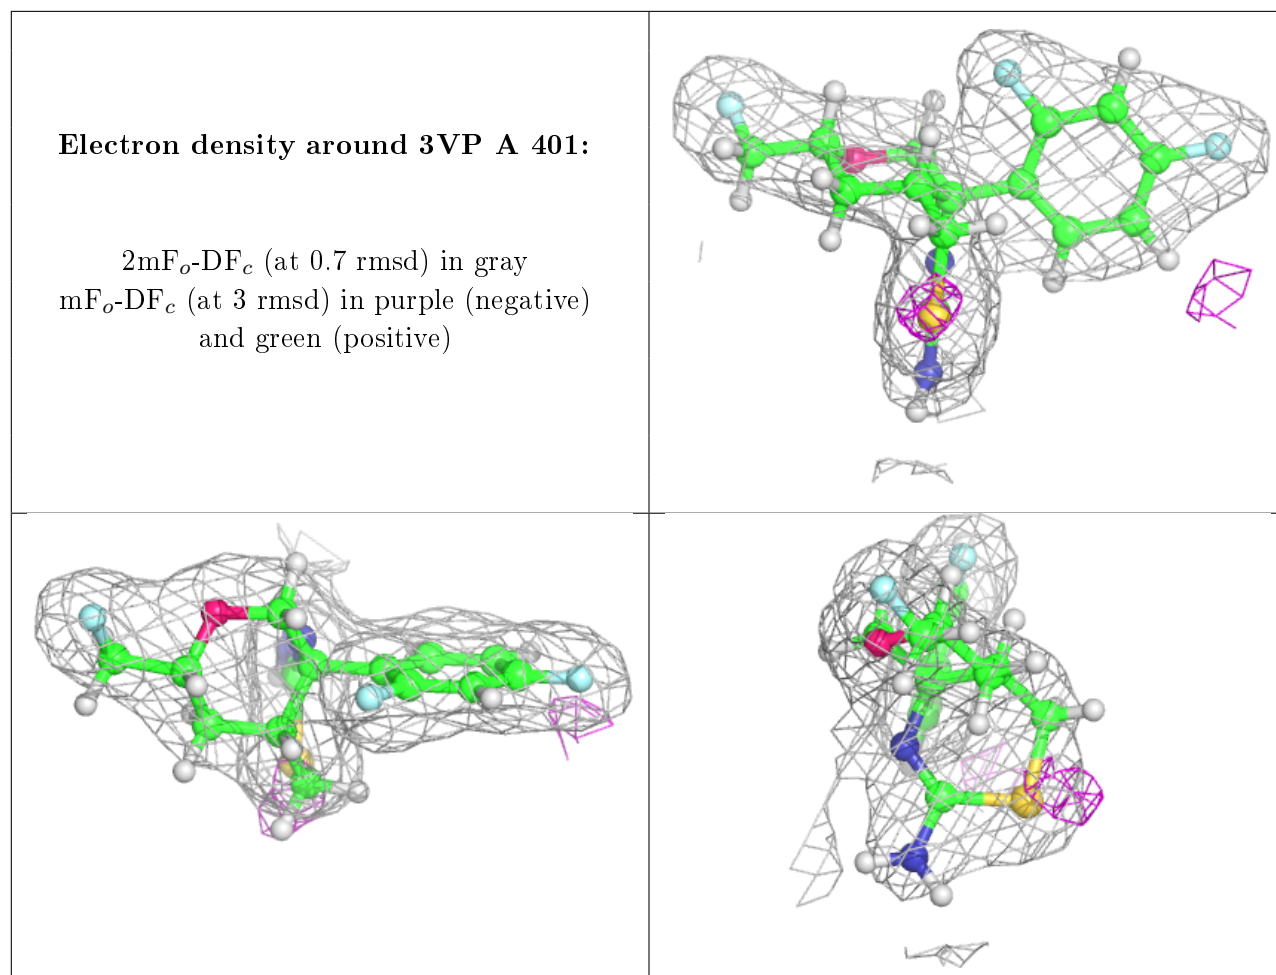 Electron density around 3VP A 401:
2mFₒ-DF𝑐 (at 0.7 rmsd) in gray
mFₒ-DF𝑐 (at 3 rmsd) in purple (negative)
and green (positive)